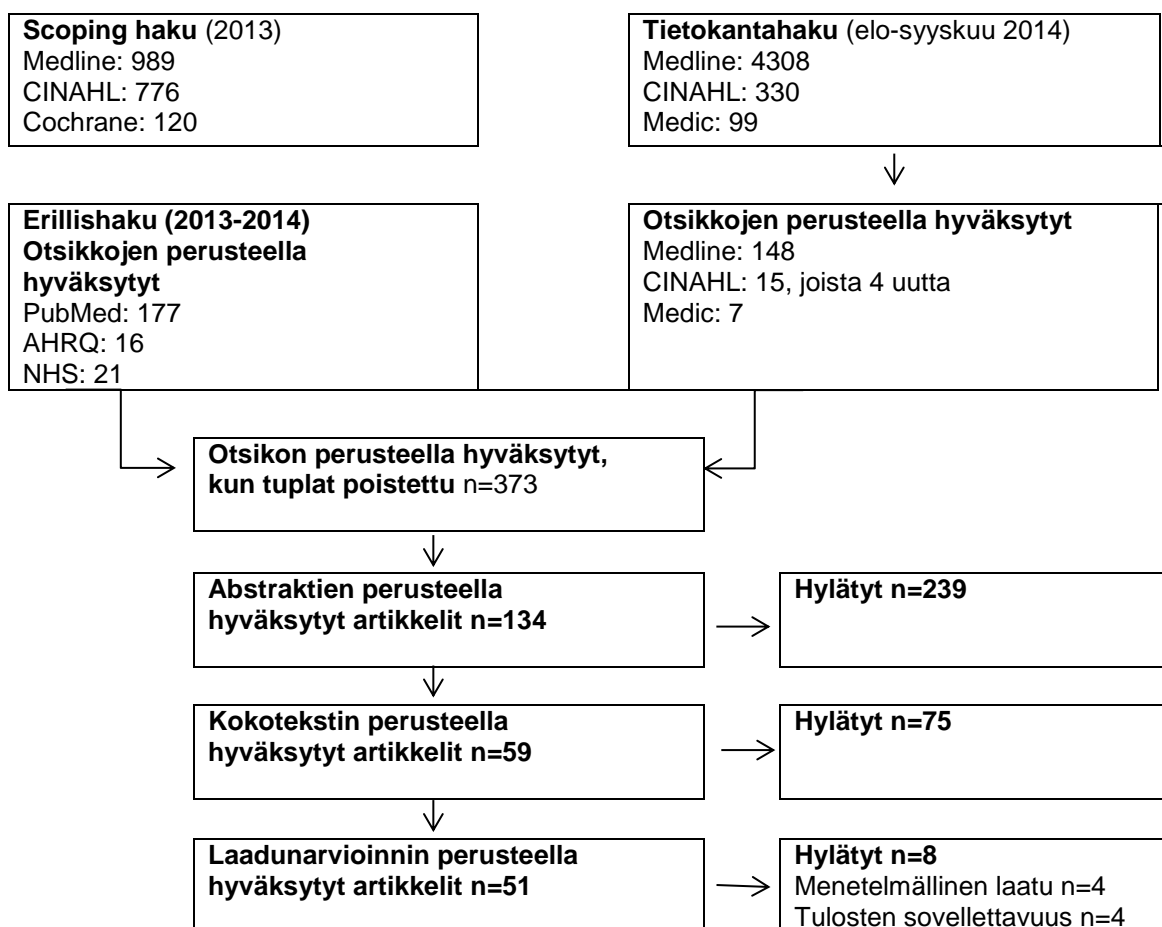 Scoping haku (2013)
Medline: 989
CINAHL: 776
Cochrane: 120
Tietokantahaku (elo-syyskuu 2014)
Medline: 4308
CINAHL: 330
Medic: 99
Erillishaku (2013-2014)
Otsikkojen perusteella
hyväksytyt
PubMed: 177
AHRQ: 16
NHS: 21
Otsikkojen perusteella hyväksytyt
Medline: 148
CINAHL: 15, joista 4 uutta
Medic: 7
Otsikon perusteella hyväksytyt,
kun tuplat poistettu n=373
Abstraktien perusteella
hyväksytyt artikkelit n=134
Hylätyt n=239
Kokotekstin perusteella
hyväksytyt artikkelit n=59
Hylätyt n=75
Laadunarvioinnin perusteella
hyväksytyt artikkelit n=51
Hylätyt n=8
Menetelmällinen laatu n=4
Tulosten sovellettavuus n=4